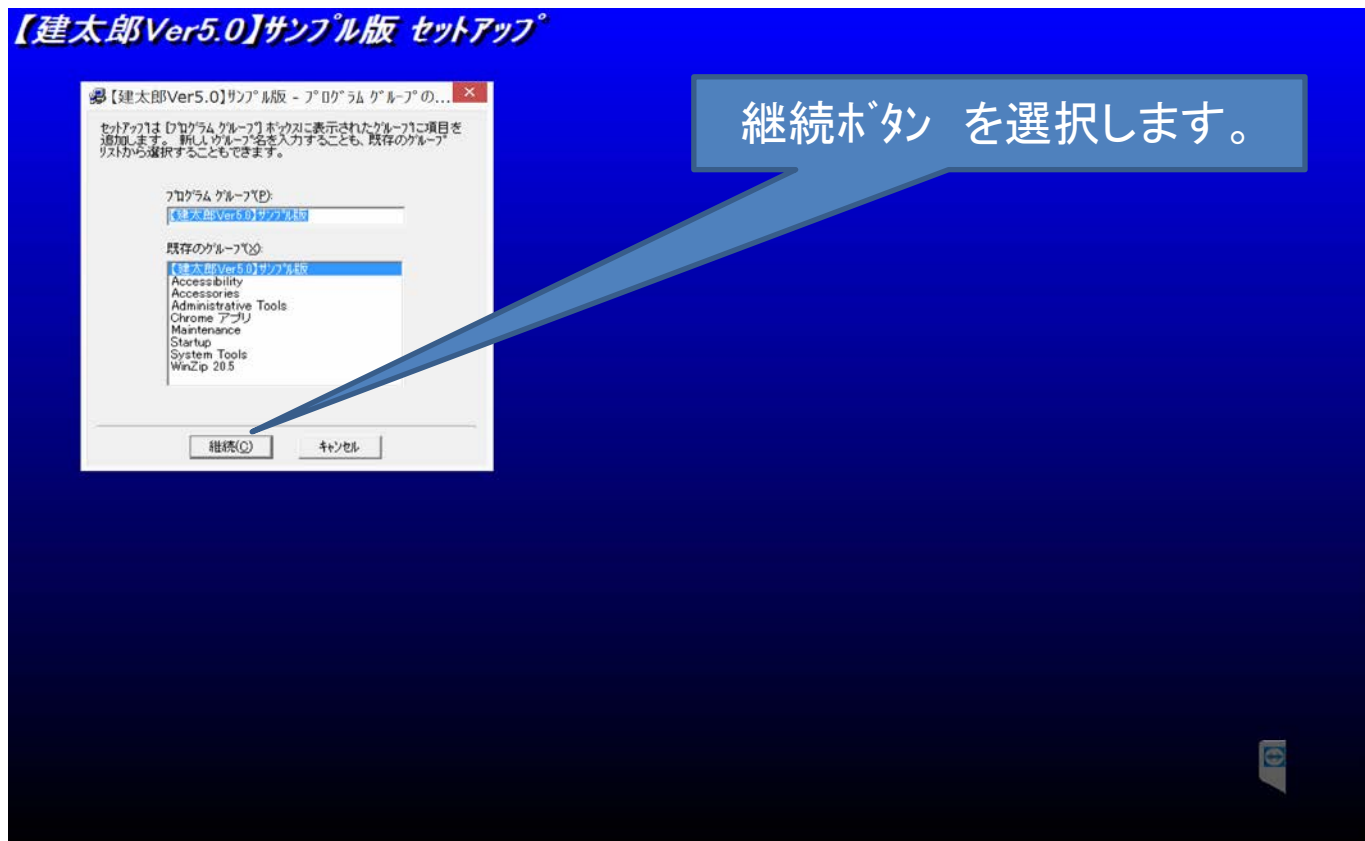 【建太郎Ver5.0】サンプル版 セットアップ
【建太郎Ver5.0】サンプル版 - プログラム グループの...
継続ボタン を選択します。
セットアップは [プログラム グループ] ボックスに表示されたグループに項目を
追加します。 新しいグループ名を入力することも、既存のグループ
リストから選択することもできます。
プログラム グループ(P):
【建太郎Ver5.0】サンプル版
既存のグループ(X):
【建太郎Ver5.0】サンプル版
Accessibility
Accessories
Administrative Tools
Chrome アプリ
Maintenance
Startup
System Tools
WinZip 20.5
継続(C)
キャンセル